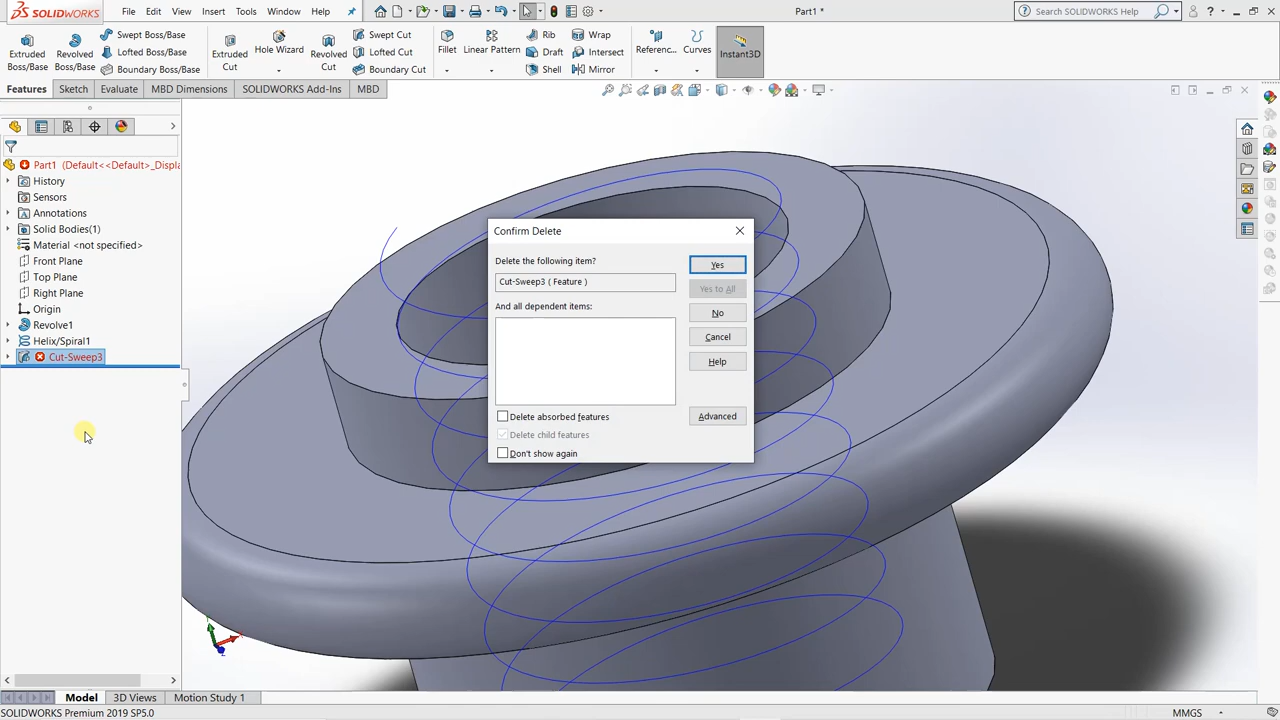 SOLIDWORKS File Edit View Insert Tools Window Help Part1 * Search SOLIDWORKS Help
Extruded Boss/Base
Revolved Boss/Base
Swept Boss/Base
Lofted Boss/Base
Boundary Boss/Base
Extruded Cut
Hole Wizard
Revolved Cut
Swept Cut
Lofted Cut
Boundary Cut
Fillet
Linear Pattern
Rib
Draft
Shell
Wrap
Intersect
Mirror
Referenc...
Curves
Instant3D
Features Sketch Evaluate MBD Dimensions SOLIDWORKS Add-Ins MBD
Part1 (Default<<Default>_Displa
History
Sensors
Annotations
Solid Bodies(1)
Material <not specified>
Front Plane
Top Plane
Right Plane
Origin
Revolve1
Helix/Spiral1
Cut-Sweep3
Confirm Delete
Delete the following item?
Cut-Sweep3 ( Feature )
And all dependent items:
Yes
Yes to All
No
Cancel
Help
Advanced
Delete absorbed features
Delete child features
Don't show again
Model 3D Views Motion Study 1
SOLIDWORKS Premium 2019 SP5.0 MMGS